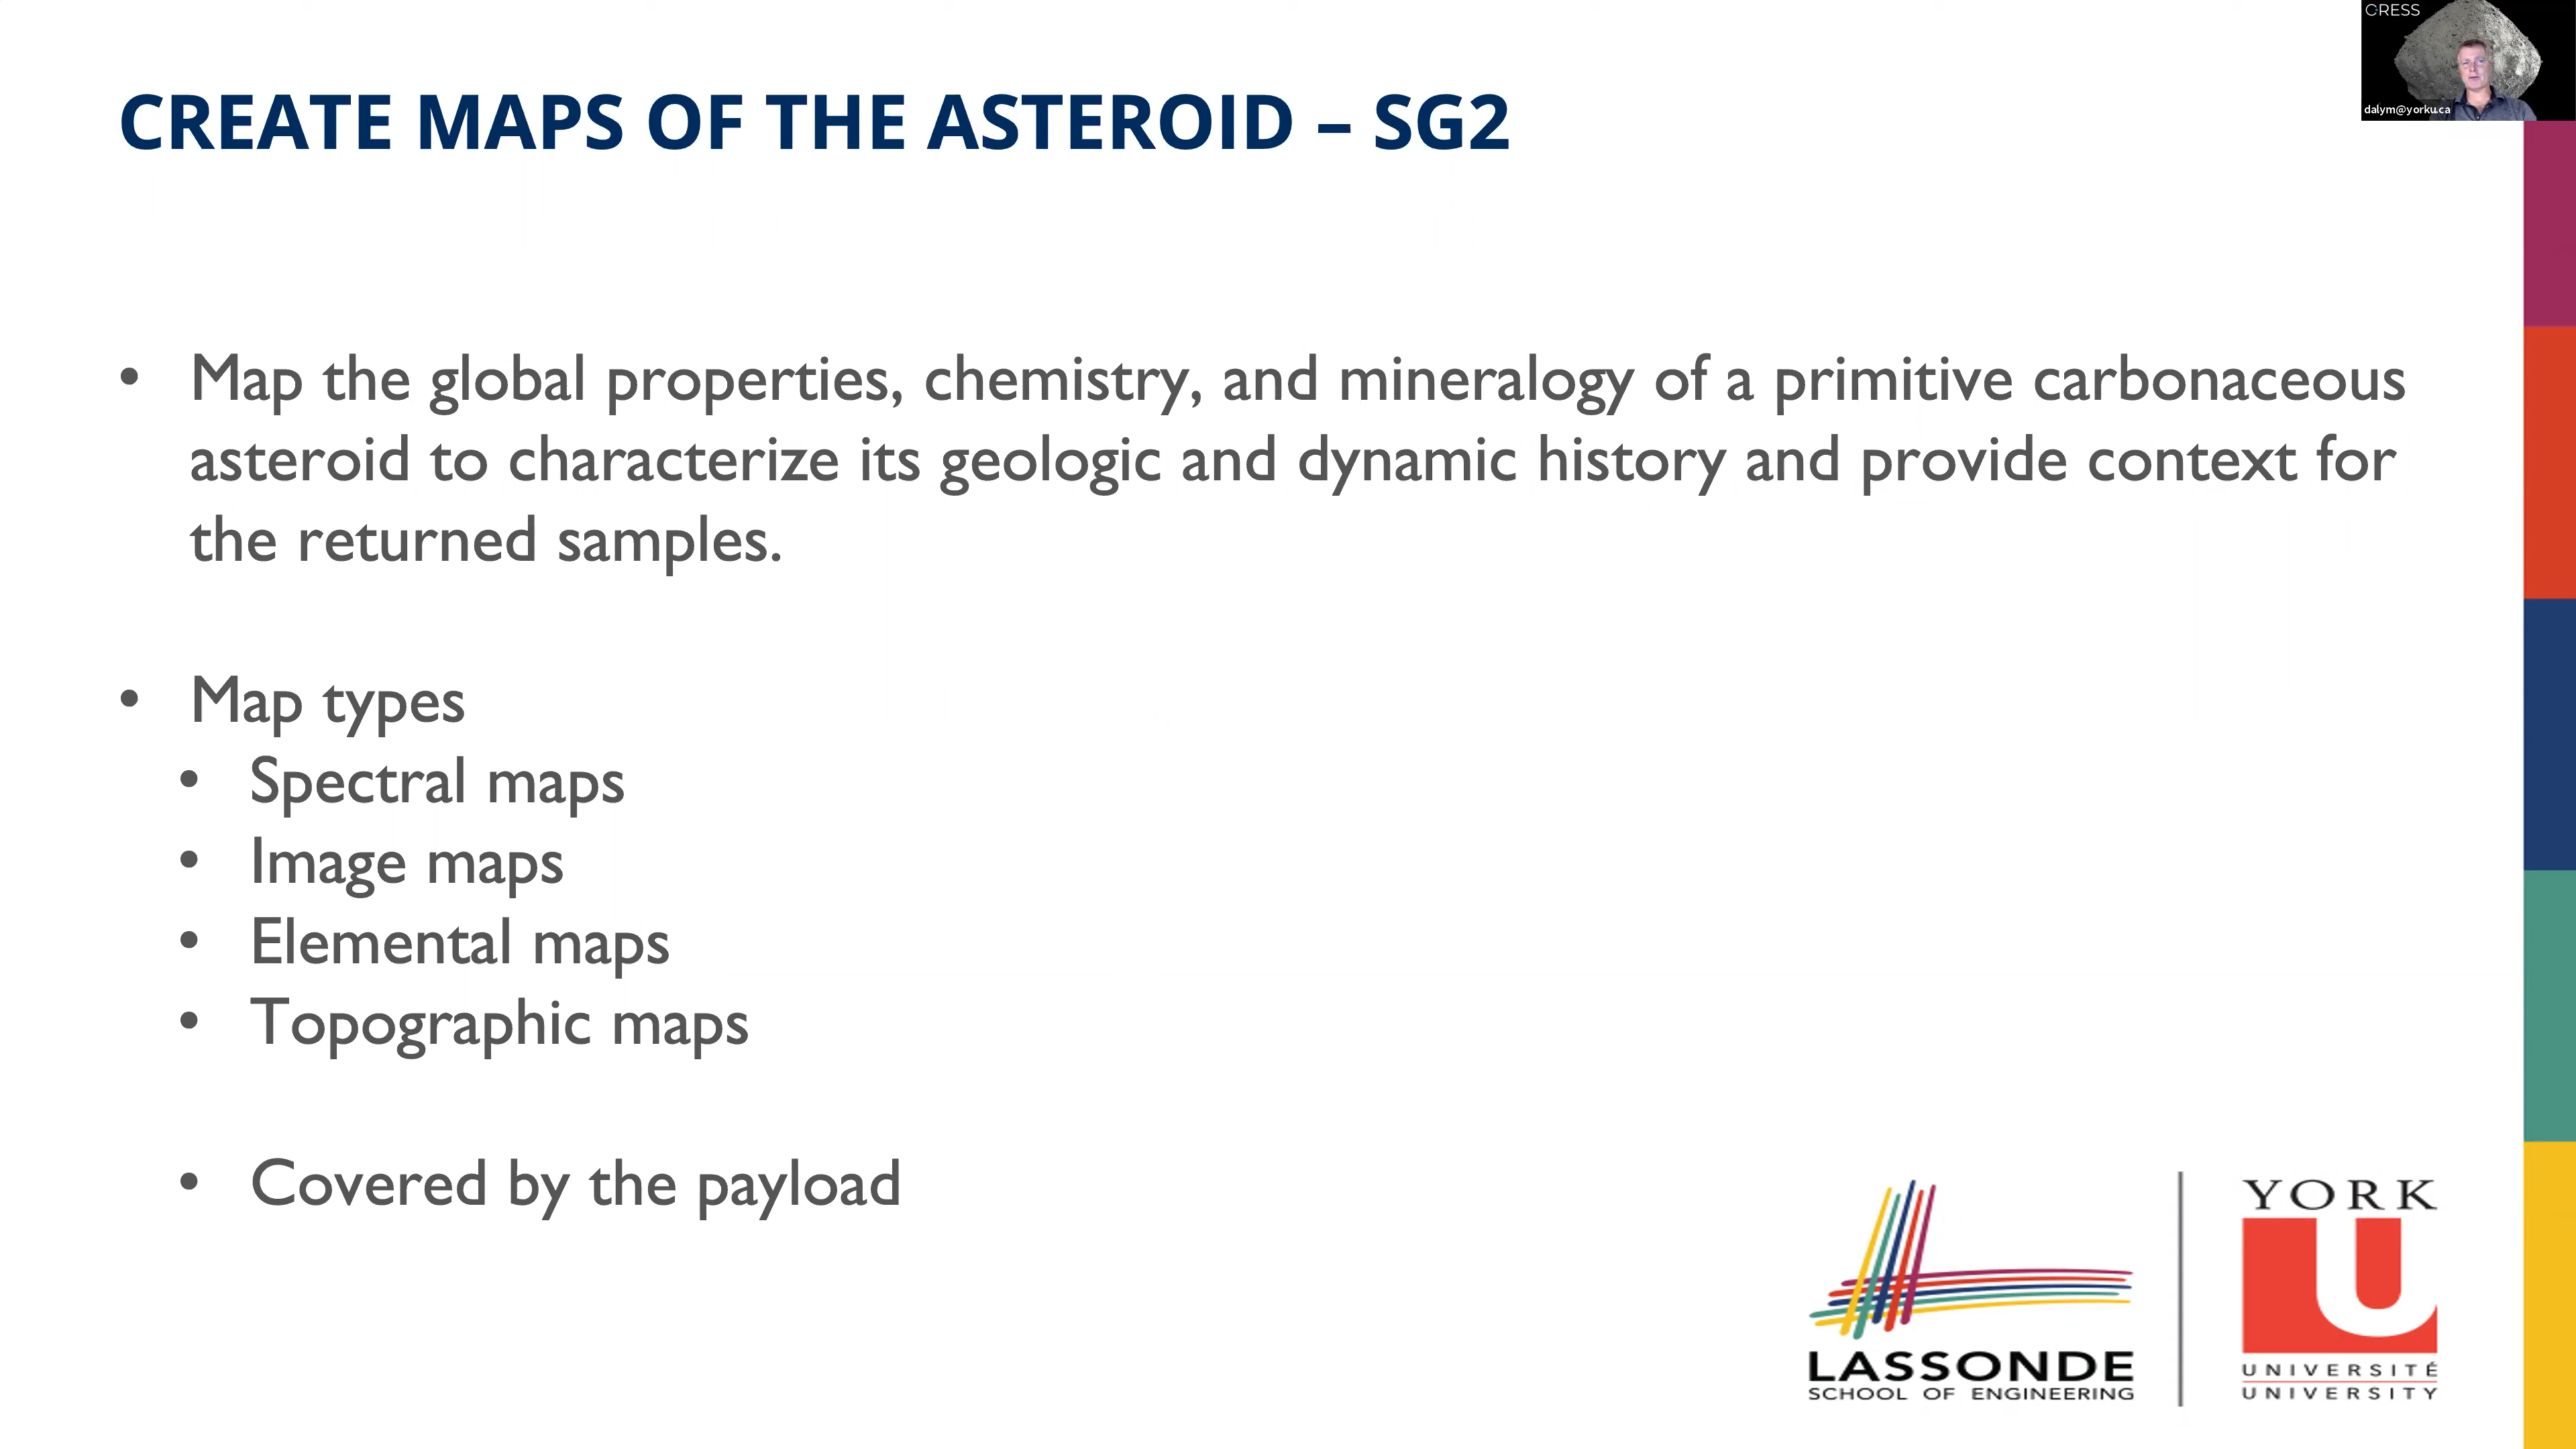 CRESS
dalym@yorku.ca
CREATE MAPS OF THE ASTEROID – SG2
• Map the global properties, chemistry, and mineralogy of a primitive carbonaceous
asteroid to characterize its geologic and dynamic history and provide context for
the returned samples.
• Map types
• Spectral maps
• Image maps
• Elemental maps
• Topographic maps
• Covered by the payload
LASSONDE
SCHOOL OF ENGINEERING
YORK
U
UNIVERSITÉ
UNIVERSITY